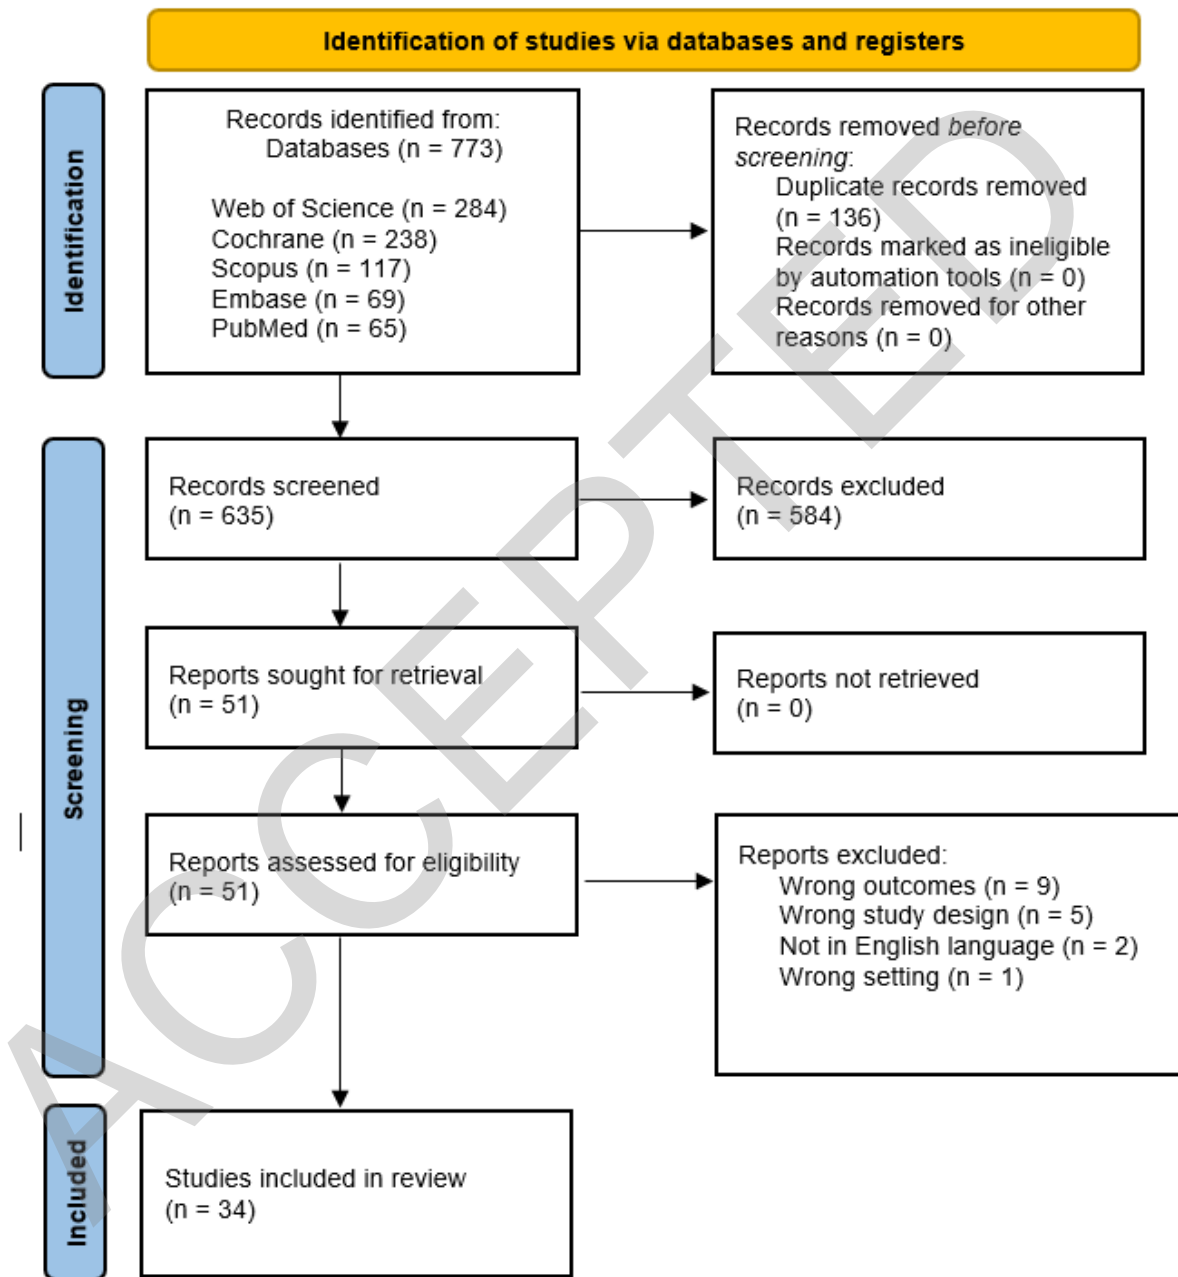 Identification of studies via databases and registers
Identification
Records identified from:
Databases (n = 773)
Web of Science (n = 284)
Cochrane (n = 238)
Scopus (n = 117)
Embase (n = 69)
PubMed (n = 65)
Records removed before
screening:
Duplicate records removed
(n = 136)
Records marked as ineligible
by automation tools (n = 0)
Records removed for other
reasons (n = 0)
Screening
Records screened
(n = 635)
Records excluded
(n = 584)
Reports sought for retrieval
(n = 51)
Reports not retrieved
(n = 0)
Reports assessed for eligibility
(n = 51)
Reports excluded:
Wrong outcomes (n = 9)
Wrong study design (n = 5)
Not in English language (n = 2)
Wrong setting (n = 1)
Included
Studies included in review
(n = 34)
ACCEPTED